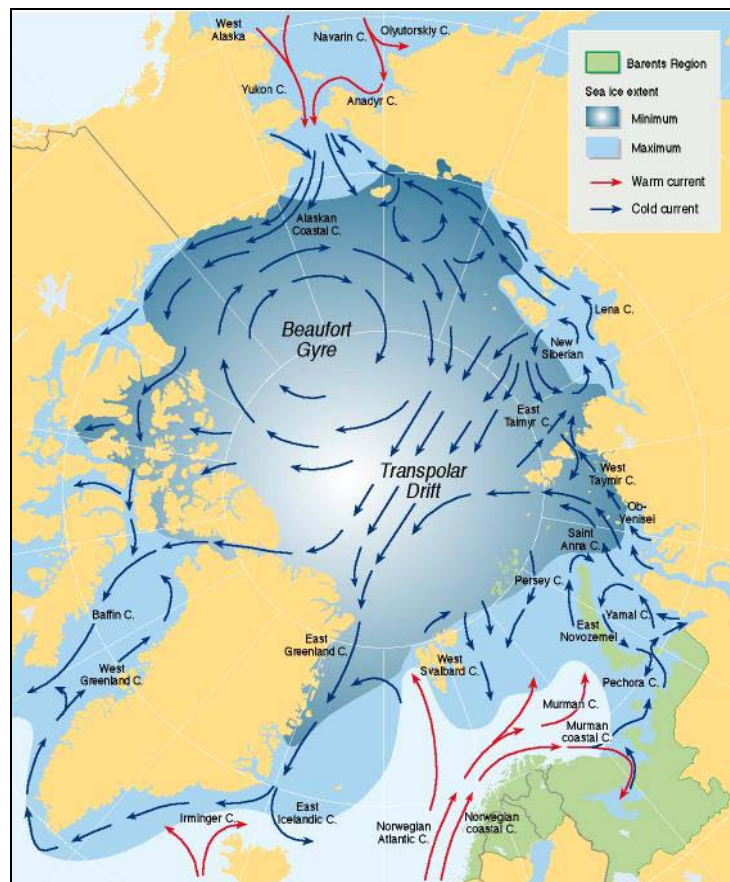 West
Alaska
Navarin C.
Olyutorskiy C.
Yukon C.
Anadyr C.
Barents Region
Sea ice extent
Minimum
Maximum
Warm current
Cold current
Alaskan
Coastal C.
Beaufort
Gyre
Lena C.
New
Siberian
East
Taimyr C.
Transpolar
Drift
West
Taymir C.
Ob-
Yenisei
Saint
Anna C.
Persey C.
Baffin C.
Yamal C.
East
Novozemel
East
Greenland C.
West
Greenland C.
West
Svalbard C.
Pechora C.
Murman C.
Murman
coastal C.
Irminger C.
East
Icelandic C.
Norwegian
Atlantic C.
Norwegian
coastal C.